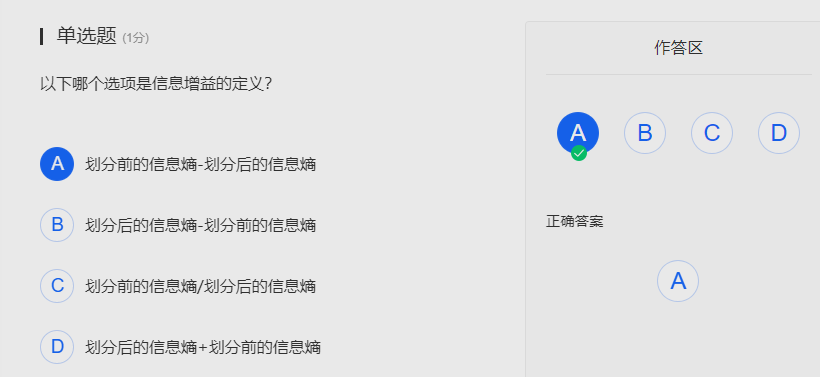 单选题 (1分)
以下哪个选项是信息增益的定义?
A 划分前的信息熵-划分后的信息熵
B 划分后的信息熵-划分前的信息熵
C 划分前的信息熵/划分后的信息熵
D 划分后的信息熵+划分前的信息熵
作答区
A B C D
正确答案
A